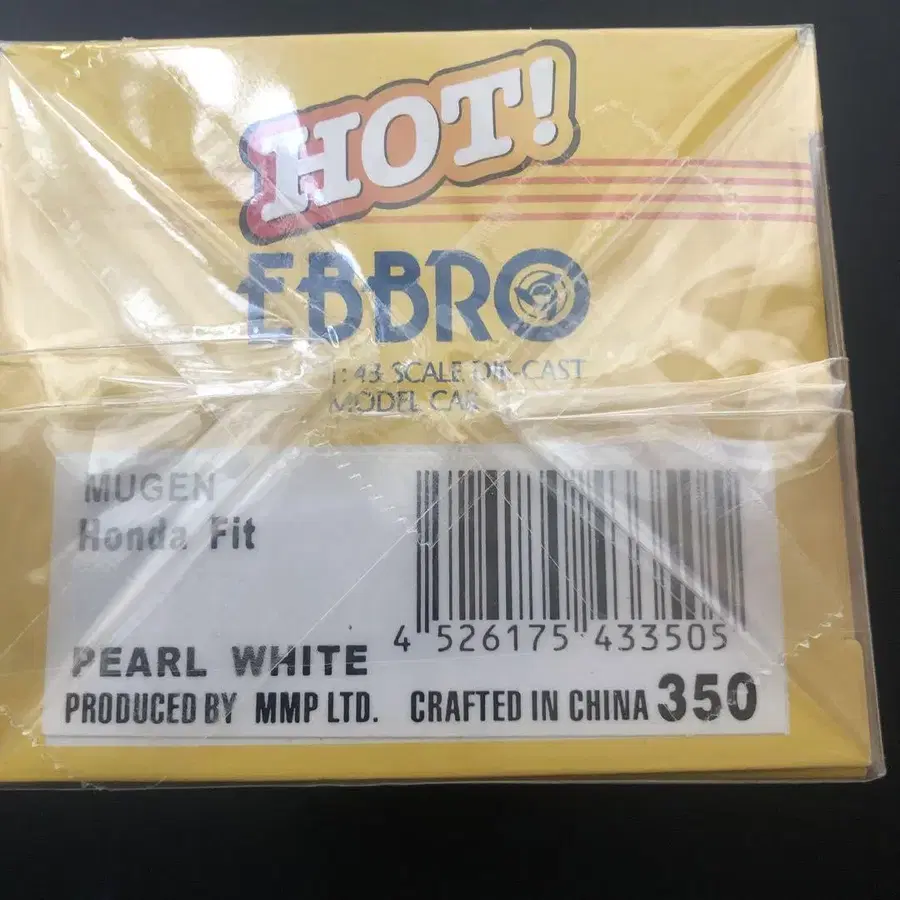 HOT!
EBBRO
1:43 SCALE DIE-CAST
MODEL CAR
MUGEN
Honda Fit
4 526175 433505
PEARL WHITE
PRODUCED BY MMP LTD. CRAFTED IN CHINA 350